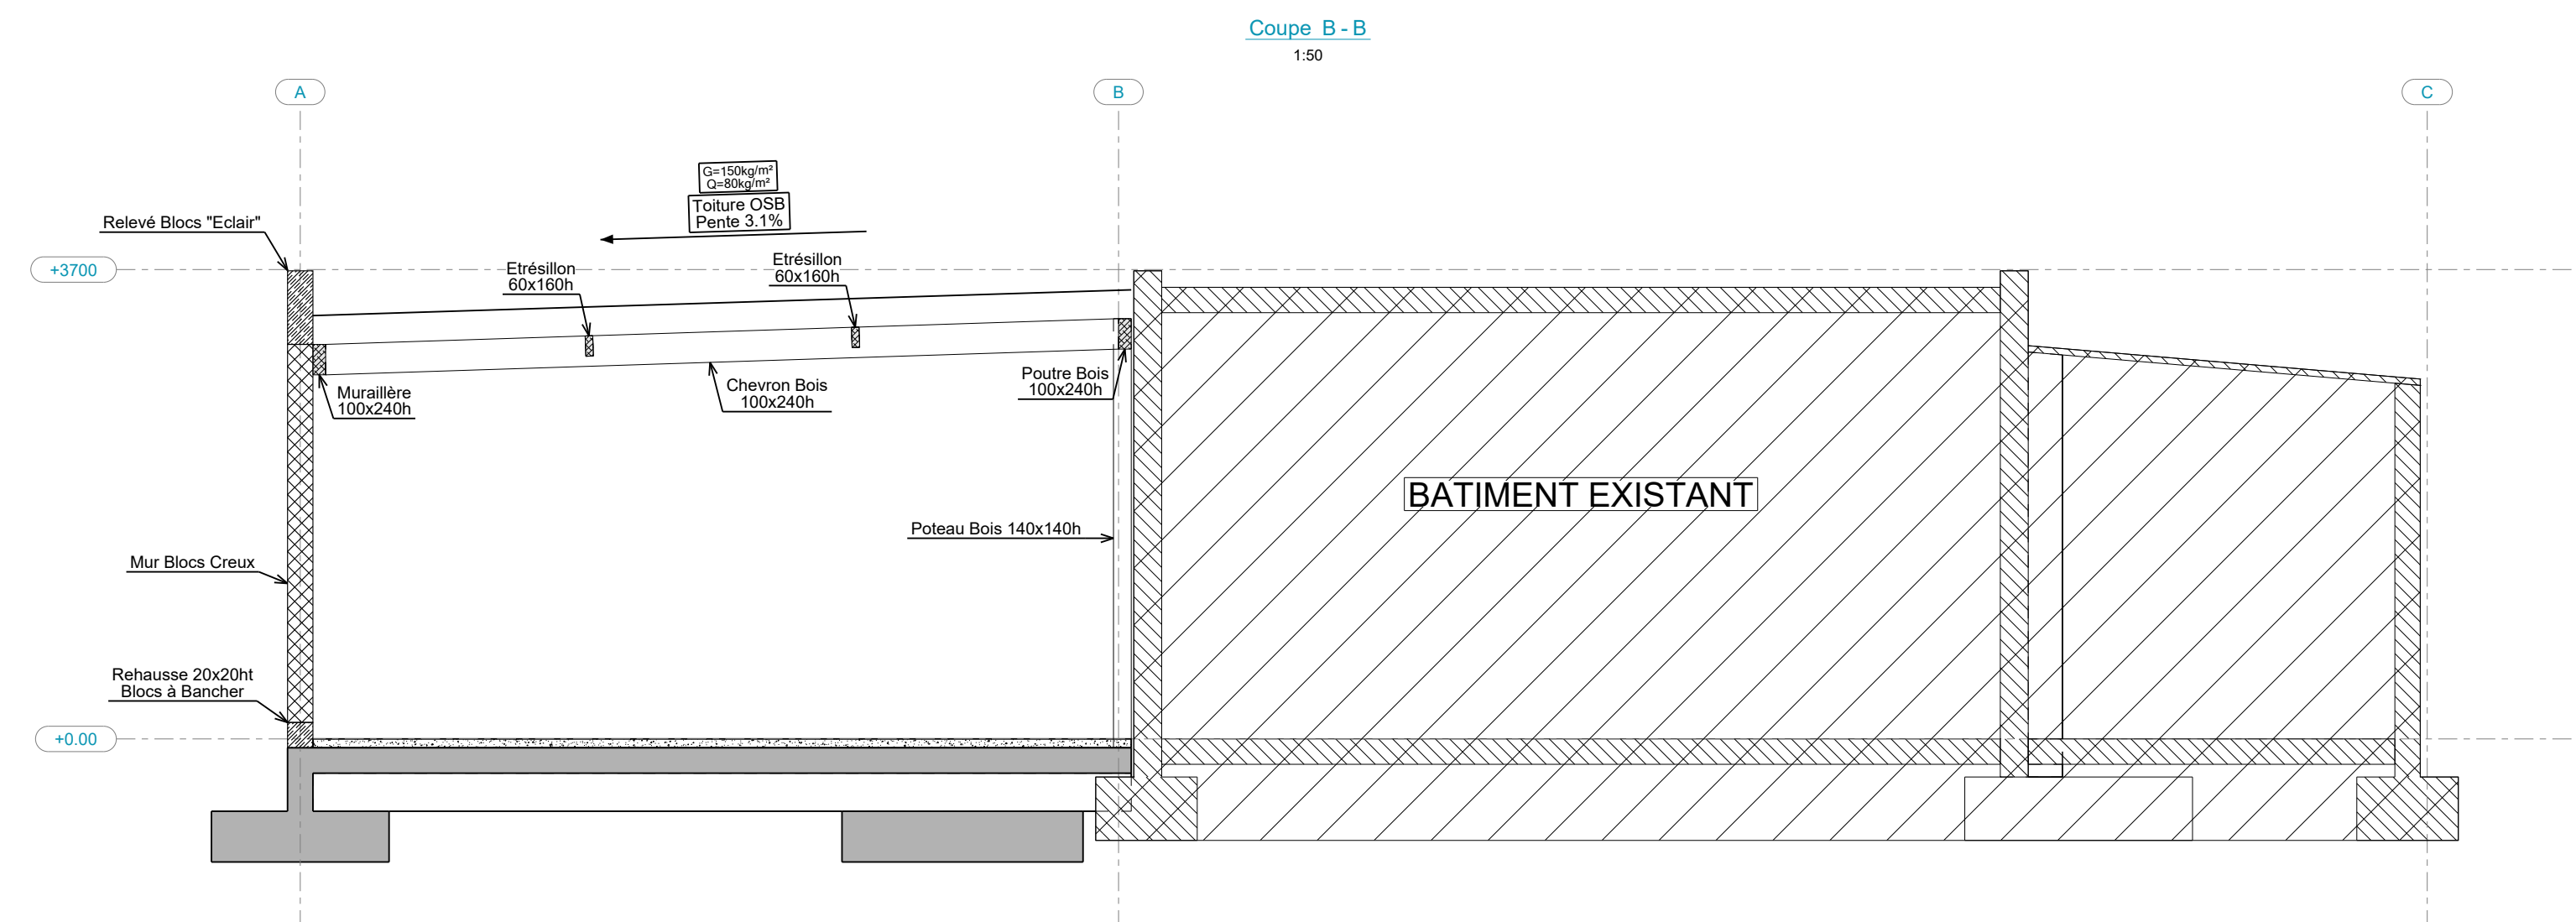 Coupe B - B
1:50
A
B
C
G=150kg/m²
Q=80kg/m²
Toiture OSB
Pente 3.1%
Relevé Blocs "Eclair"
+3700
Etrésillon
60x160h
Etrésillon
60x160h
Muraillère
100x240h
Chevron Bois
100x240h
Poutre Bois
100x240h
BATIMENT EXISTANT
Poteau Bois 140x140h
Mur Blocs Creux
Rehausse 20x20ht
Blocs à Bancher
+0.00